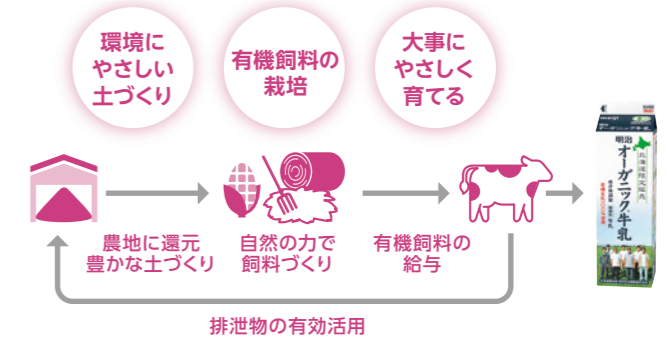 環境に
やさしい
土づくり
有機飼料の
栽培
大事に
やさしく
育てる
農地に還元
豊かな土づくり
自然の力で
飼料づくり
有機飼料の
給与
排泄物の有効活用
明治
オーガニック牛乳
北海道限定販売